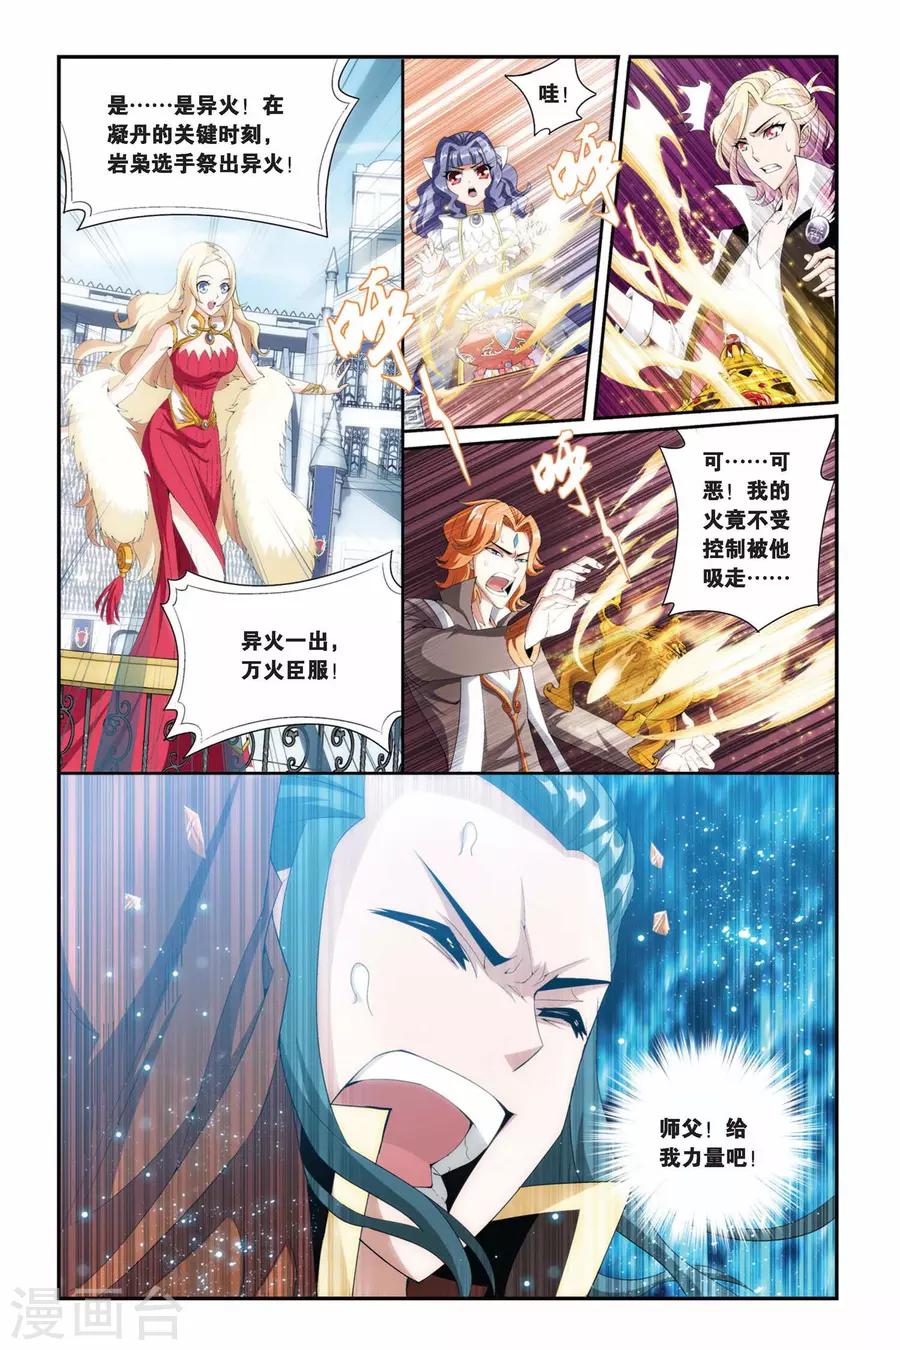 是……是异火！在
凝丹的关键时刻，
岩枭选手祭出异火！
哇！
呼
呼
呼
异火一出，
万火臣服！
可……可
恶！我的
火竟不受
控制被他
吸走……
师父！给
我力量吧！
漫画台